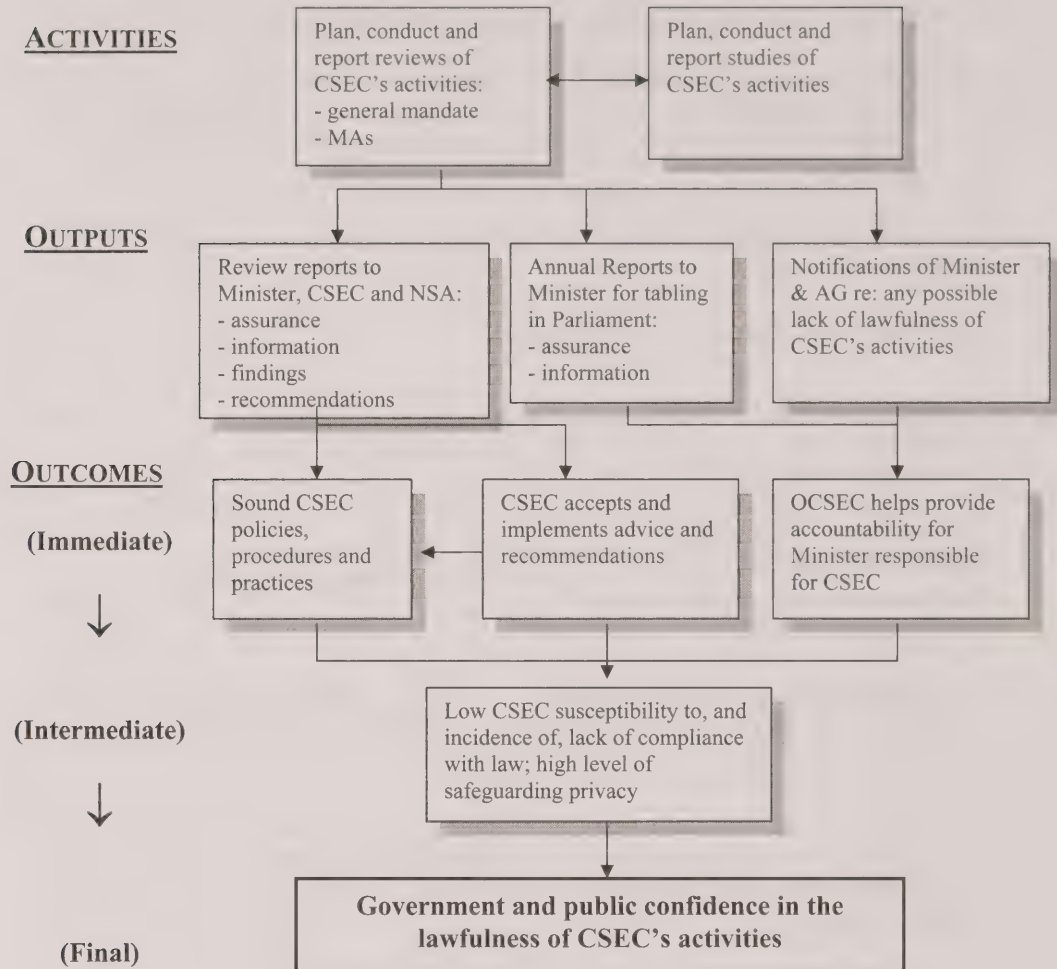 ACTIVITIES
Plan, conduct and
report reviews of
CSEC's activities:
- general mandate
- MAs
Plan, conduct and
report studies of
CSEC's activities
OUTPUTS
Review reports to
Minister, CSEC and NSA:
- assurance
- information
- findings
- recommendations
Annual Reports to
Minister for tabling
in Parliament:
- assurance
- information
Notifications of Minister
& AG re: any possible
lack of lawfulness of
CSEC's activities
OUTCOMES
(Immediate)
Sound CSEC
policies,
procedures and
practices
CSEC accepts and
implements advice and
recommendations
OCSEC helps provide
accountability for
Minister responsible
for CSEC
(Intermediate)
Low CSEC susceptibility to, and
incidence of, lack of compliance
with law; high level of
safeguarding privacy
(Final)
Government and public confidence in the
lawfulness of CSEC's activities